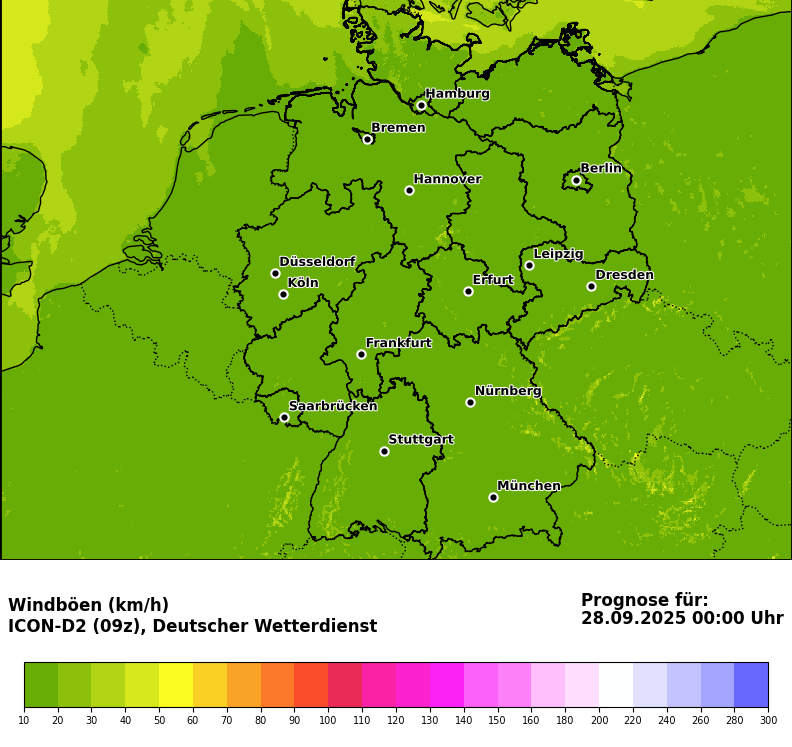 Hamburg
Bremen
Berlin
Hannover
Leipzig
Düsseldorf
Dresden
Erfurt
Köln
Frankfurt
Nürnberg
Saarbrücken
Stuttgart
München
Windböen (km/h)
ICON-D2 (09z), Deutscher Wetterdienst
Prognose für:
28.09.2025 00:00 Uhr
10 20 30 40 50 60 70 80 90 100 110 120 130 140 150 160 180 200 220 240 260 280 300